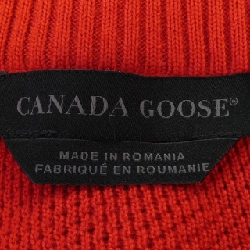 CANADA GOOSE®
MADE IN ROMANIA
FABRIQUÉ EN ROUMANIE